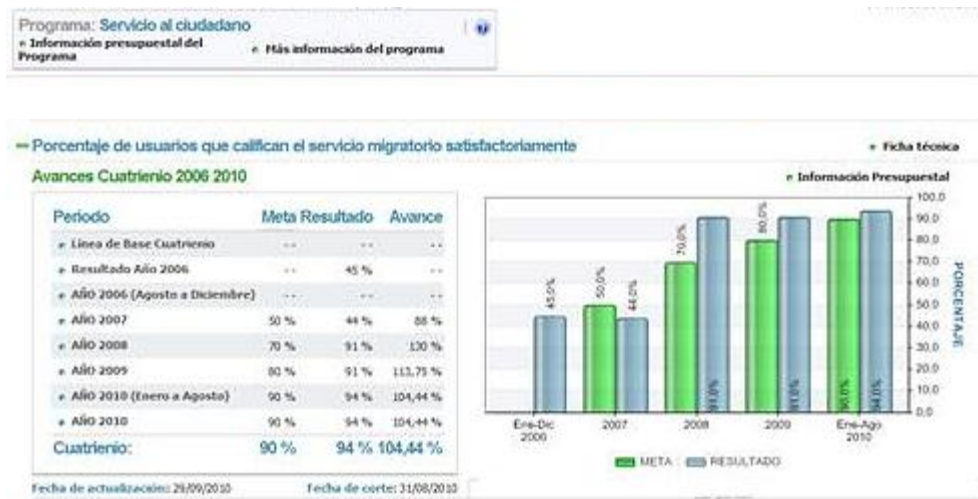 Programa: Servicio al ciudadano
Información presupuestal del Programa
Más información del programa
Porcentaje de usuarios que califican el servicio migratorio satisfactoriamente
Ficha técnica
Avances Cuatrienio 2006 2010
Información Presupuestal
Periodo Meta Resultado Avance
Línea de Base Cuatrienio -- -- --
Resultado Año 2006 -- 45 % --
AÑO 2006 (Agosto a Diciembre) -- -- --
AÑO 2007 50 % 44 % 88 %
AÑO 2008 70 % 91 % 130 %
AÑO 2009 80 % 91 % 113,75 %
AÑO 2010 (Enero a Agosto) 90 % 94 % 104,44 %
AÑO 2010 90 % 94 % 104,44 %
Cuatrienio: 90 % 94 % 104,44 %
Fecha de actualización: 29/09/2010 Fecha de corte: 31/08/2010
100,0
90,0
80,0
70,0
60,0
50,0
40,0
30,0
20,0
10,0
0,0
PORCENTAJE
45,0%
50,0%
44,0%
70,0%
91,0%
80,0%
91,0%
90,0%
94,0%
Ene-Dic 2006
2007
2008
2009
Ene-Ago 2010
META RESULTADO